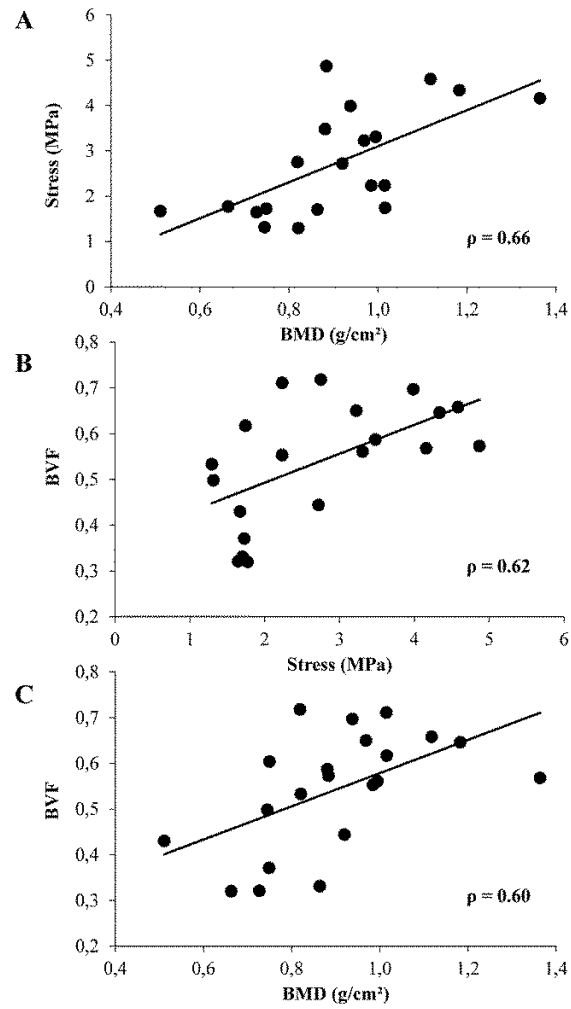 A
6
5
4
3
2
1
0
Stress (MPa)
ρ = 0.66
0,4 0,6 0,8 1,0 1,2 1,4
BMD (g/cm²)
B
0,8
0,7
0,6
0,5
0,4
0,3
0,2
BVF
ρ = 0.62
0 1 2 3 4 5 6
Stress (MPa)
C
0,8
0,7
0,6
0,5
0,4
0,3
0,2
BVF
ρ = 0.60
0,4 0,6 0,8 1,0 1,2 1,4
BMD (g/cm²)